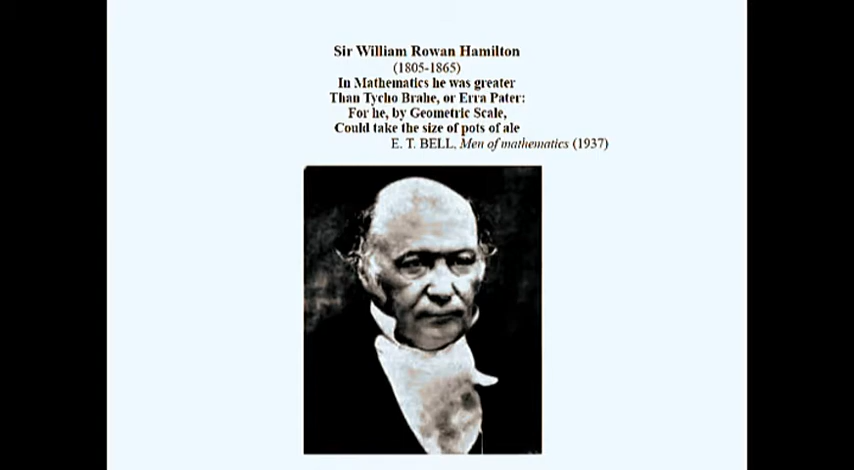 Sir William Rowan Hamilton
(1805-1865)
In Mathematics he was greater
Than Tycho Brahe, or Erra Pater:
For he, by Geometric Scale,
Could take the size of pots of ale
E. T. BELL, Men of mathematics (1937)